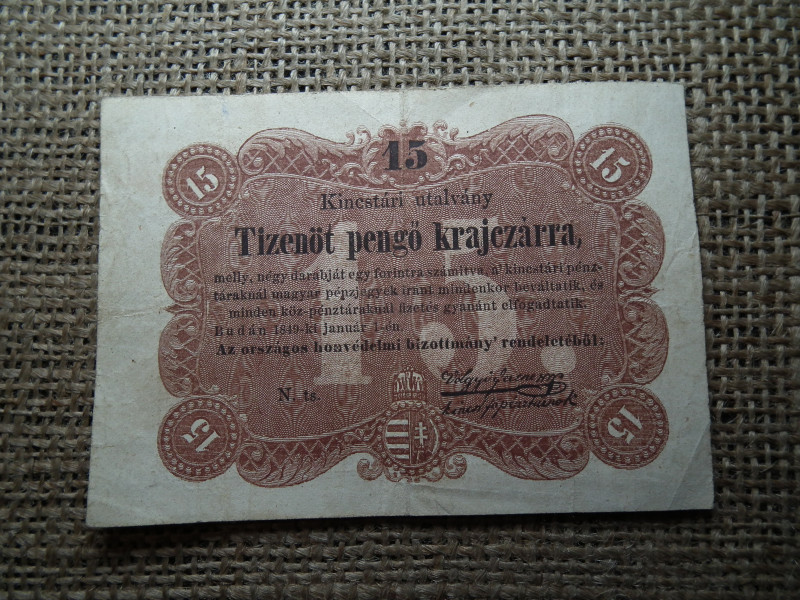 15
15 15
Kincstári utalvány
Tizenöt pengő krajczárra,
melly, négy darabját egy forintra számítva, a' kincstári pénz-
táraknál magyar pénzjegyek iránt mindenkor beváltatik, és
minden köz-pénztáraknál fizetés gyanánt elfogadtatik.
Budán 1849-ki január 1-én.
Az országos honvédelmi bizottmány' rendeletéből:
15.
N. ts.
15 15